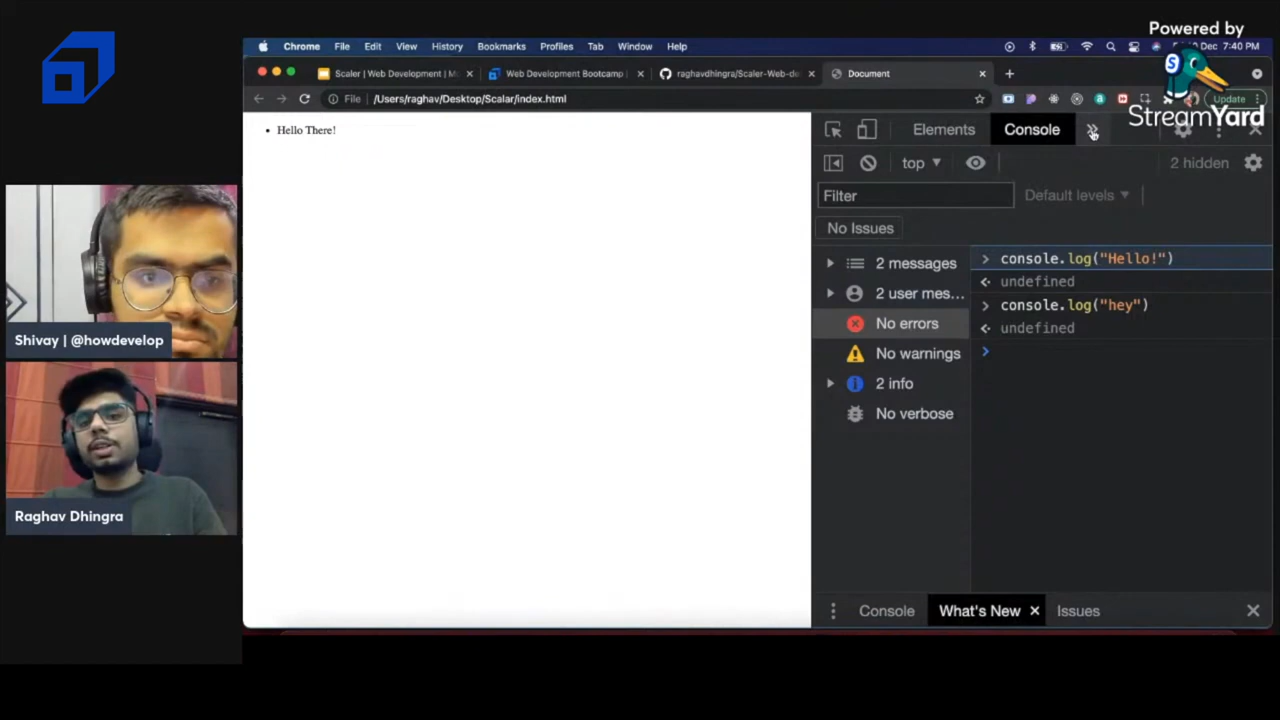 Powered by
StreamYard
Chrome File Edit View History Bookmarks Profiles Tab Window Help
Dec 7:40 PM
Scaler | Web Development | M
Web Development Bootcamp |
raghavdhingra/Scaler-Web-de
Document
File | /Users/raghav/Desktop/Scalar/index.html
Update
• Hello There!
Elements Console
top
2 hidden
Filter
Default levels
No Issues
2 messages
2 user mes...
No errors
No warnings
2 info
No verbose
> console.log("Hello!")
undefined
> console.log("hey")
undefined
>
Console What's New Issues
Shivay | @howdevelop
Raghav Dhingra